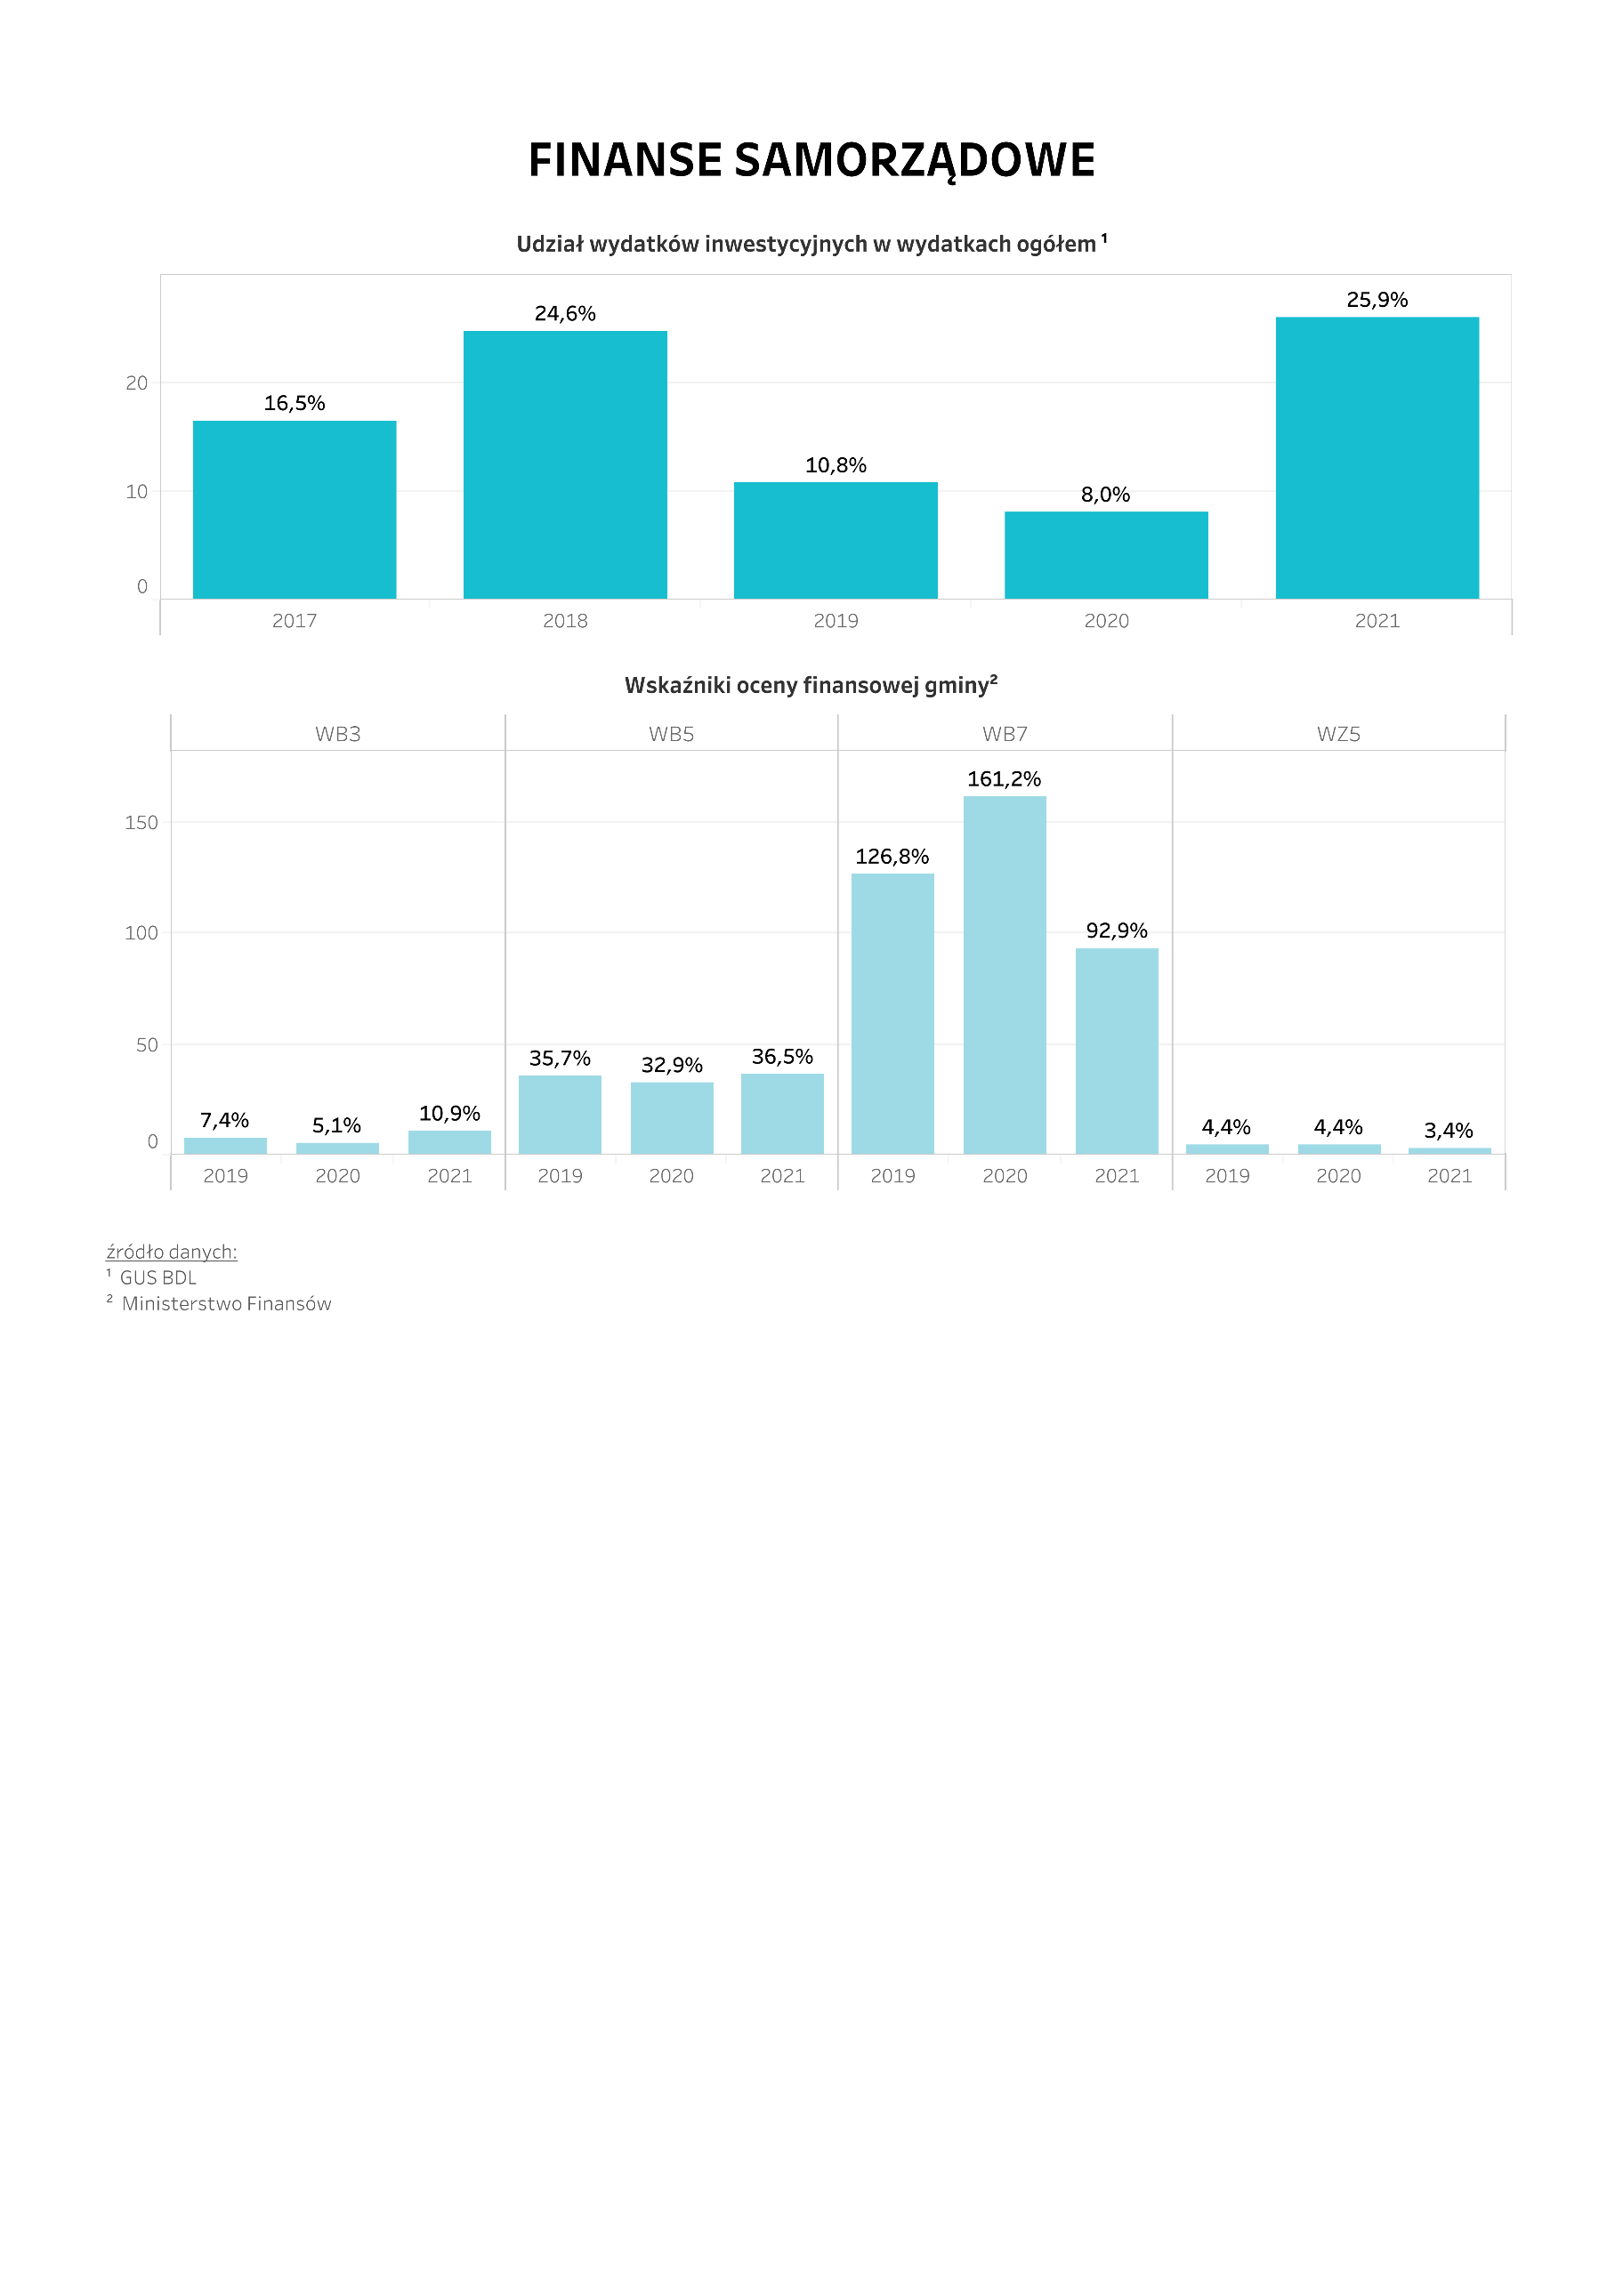 FINANSE SAMORZĄDOWE
Udział wydatków inwestycyjnych w wydatkach ogółem ¹
25,9%
24,6%
20
16,5%
10,8%
10
8,0%
0
2017 2018 2019 2020 2021
Wskaźniki oceny finansowej gminy²
WB3 WB5 WB7 WZ5
161,2%
150
126,8%
100
92,9%
50
35,7% 32,9% 36,5%
7,4% 5,1% 10,9% 4,4% 4,4% 3,4%
0
2019 2020 2021 2019 2020 2021 2019 2020 2021 2019 2020 2021
źródło danych:
¹ GUS BDL
² Ministerstwo Finansów